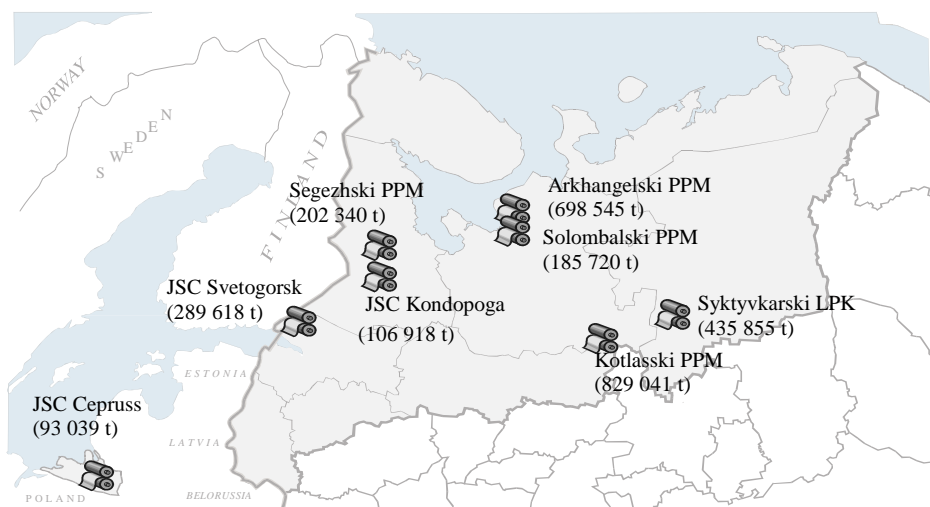 NORWAY
SWEDEN
FINLAND
Segezhski PPM
(202 340 t)
Arkhangelski PPM
(698 545 t)
Solombalski PPM
(185 720 t)
JSC Svetogorsk
(289 618 t)
JSC Kondopoga
(106 918 t)
Syktyvkarski LPK
(435 855 t)
Kotlasski PPM
(829 041 t)
ESTONIA
JSC Cepruss
(93 039 t)
LATVIA
POLAND
BELORUSSIA